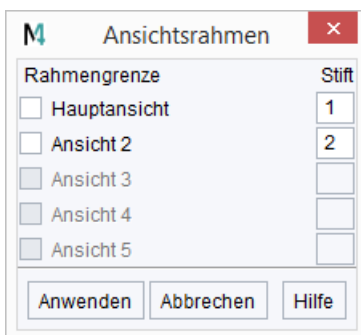 M Ansichtsrahmen
Rahmengrenze Stift
Hauptansicht 1
Ansicht 2 2
Ansicht 3
Ansicht 4
Ansicht 5
Anwenden Abbrechen Hilfe